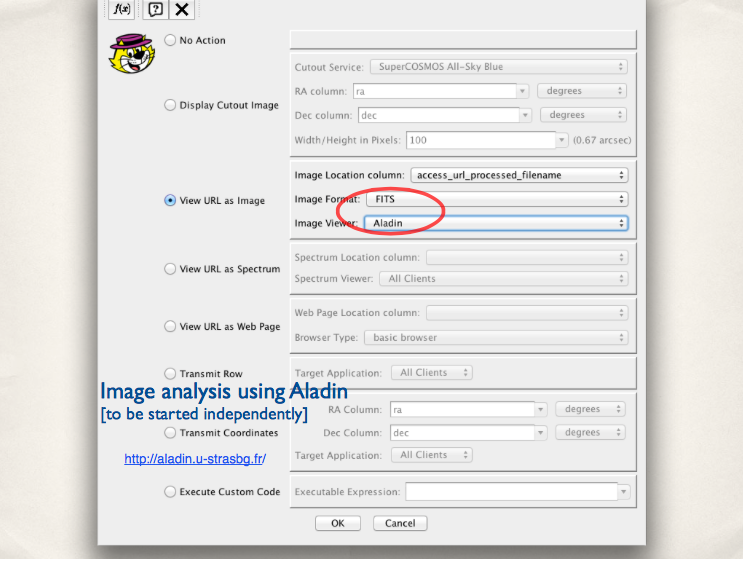 f(x) ?
No Action
Cutout Service: SuperCOSMOS All-Sky Blue
RA column: ra degrees
Display Cutout Image
Dec column: dec degrees
Width/Height in Pixels: 100 (0.67 arcsec)
Image Location column: access_url_processed_filename
View URL as Image
Image Format: FITS
Image Viewer: Aladin
Spectrum Location column:
View URL as Spectrum
Spectrum Viewer: All Clients
Web Page Location column:
View URL as Web Page
Browser Type: basic browser
Transmit Row Target Application: All Clients
Image analysis using Aladin
[to be started independently]
RA Column: ra degrees
Transmit Coordinates Dec Column: dec degrees
Target Application: All Clients
http://aladin.u-strasbg.fr/
Execute Custom Code Executable Expression:
OK Cancel